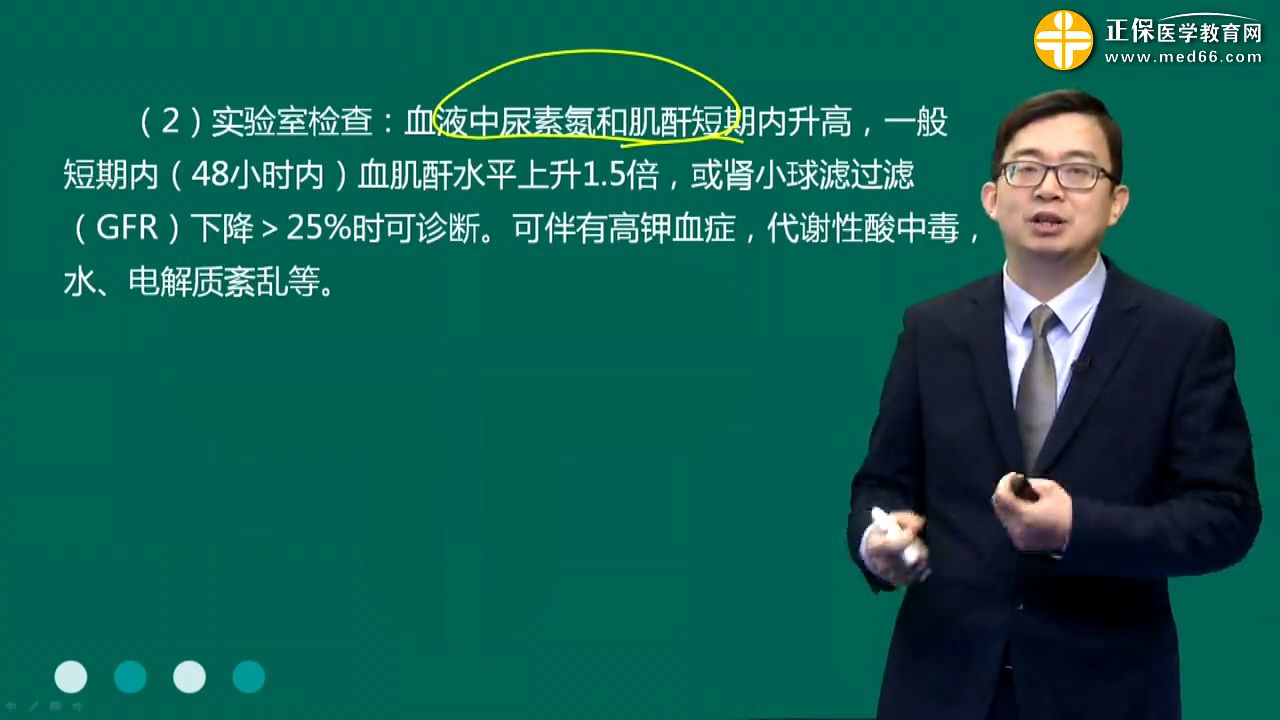 正保医学教育网
www.med66.com
（2）实验室检查：血液中尿素氮和肌酐短期内升高，一般
短期内（48小时内）血肌酐水平上升1.5倍，或肾小球滤过滤
（GFR）下降＞25%时可诊断。可伴有高钾血症，代谢性酸中毒，
水、电解质紊乱等。